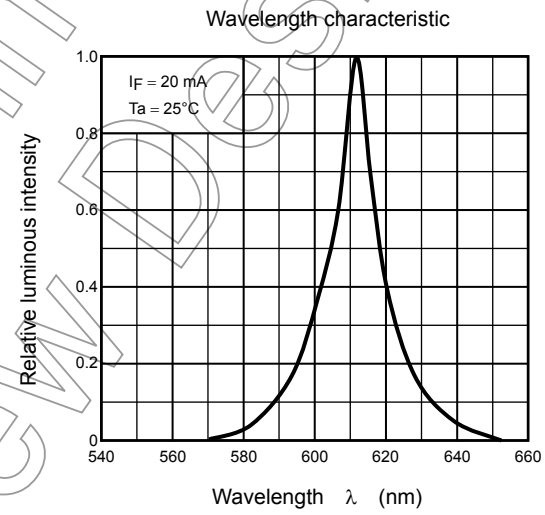 Wavelength characteristic
IF = 20 mA
Ta = 25°C
Relative luminous intensity
1.0
0.8
0.6
0.4
0.2
0
540 560 580 600 620 640 660
Wavelength λ (nm)